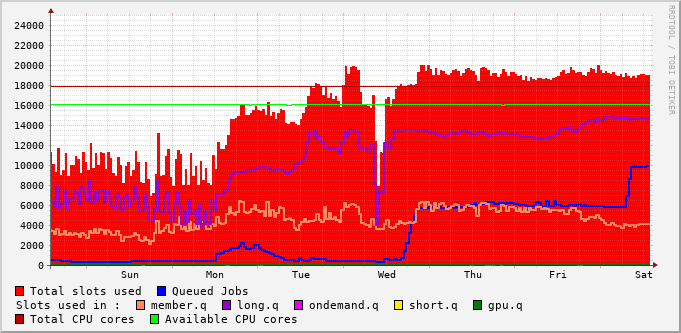 24000
22000
20000
18000
16000
14000
12000
10000
8000
6000
4000
2000
0
Sun Mon Tue Wed Thu Fri Sat
Total slots used Queued Jobs
Slots used in : member.q long.q ondemand.q short.q gpu.q
Total CPU cores Available CPU cores
RRDTOOL / TOBI OETIKER